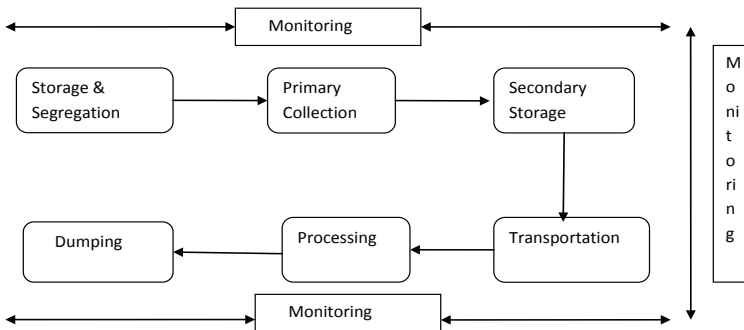 Monitoring
Storage &
Segregation
Primary
Collection
Secondary
Storage
M
o
ni
t
o
ri
n
g
Dumping
Processing
Transportation
Monitoring